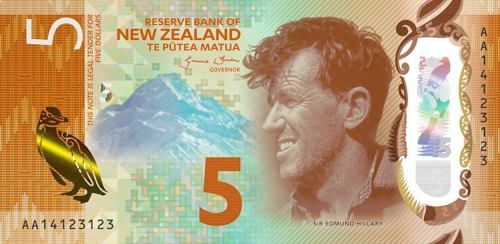 5
THIS NOTE IS LEGAL TENDER FOR
FIVE DOLLARS
RESERVE BANK OF
NEW ZEALAND
TE PŪTEA MATUA
GOVERNOR
AA14123123
5
SIR EDMUND HILLARY
AA14123123
5